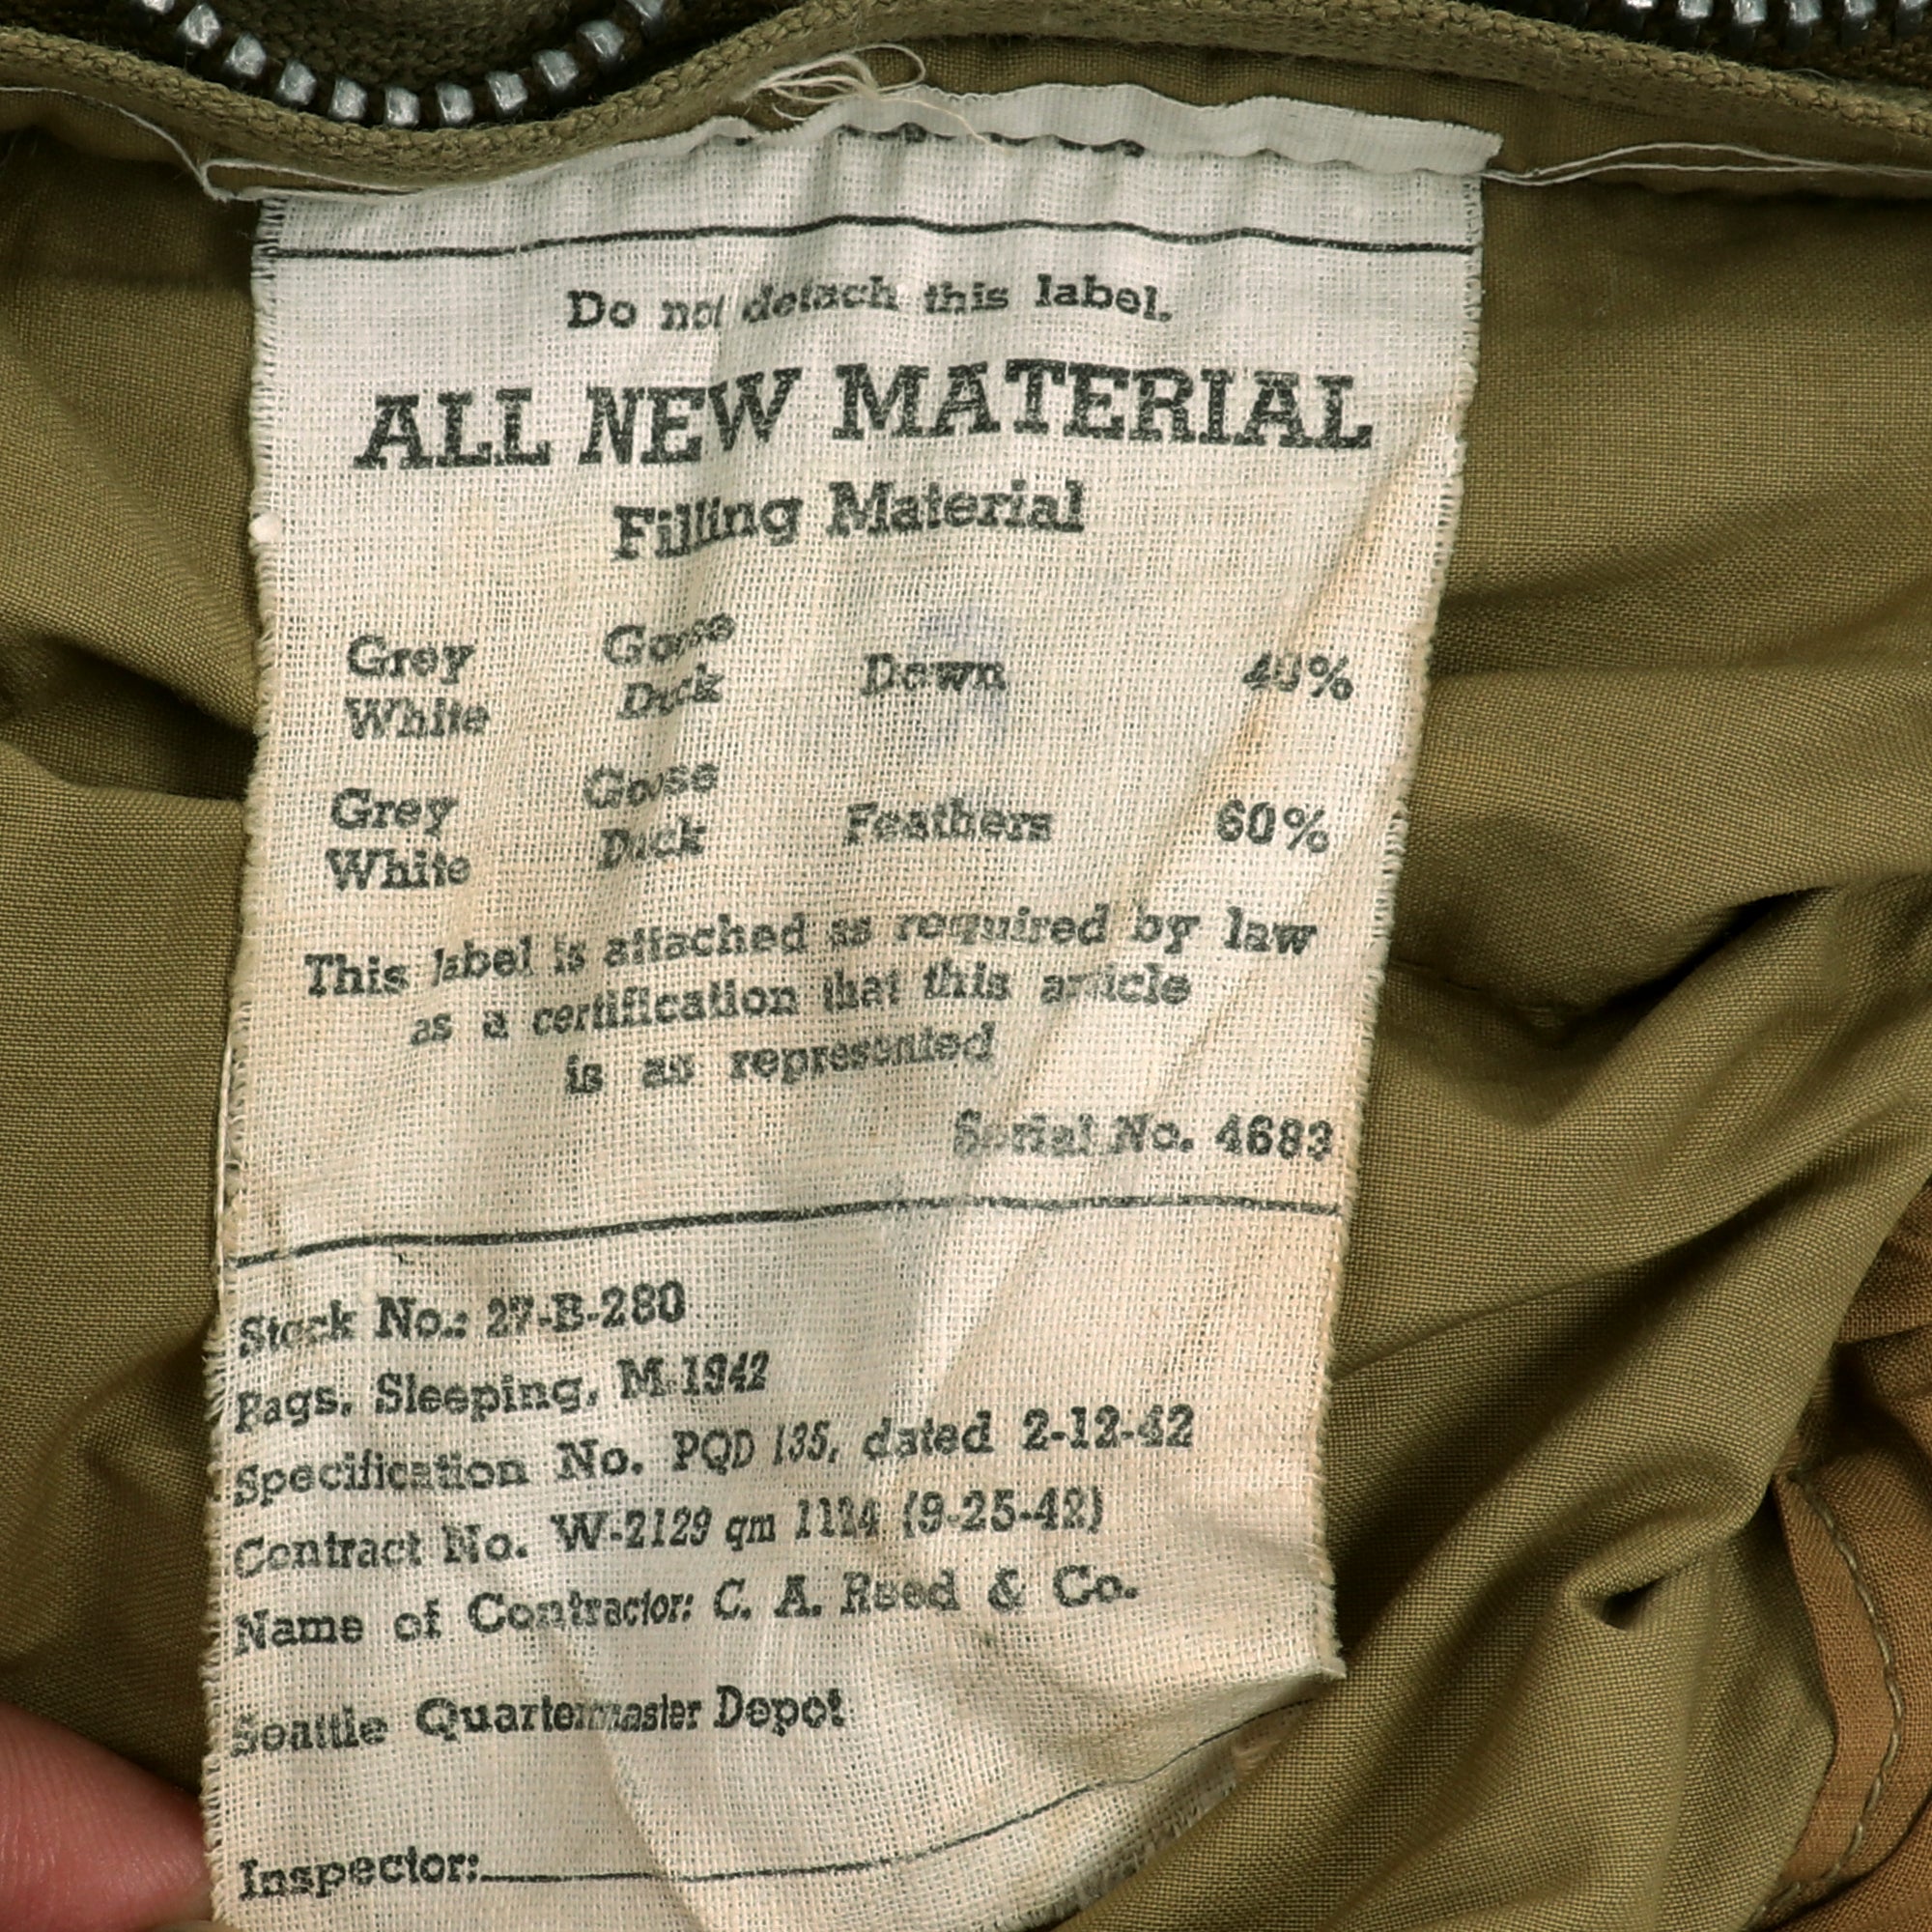 Do not detach this label.
ALL NEW MATERIAL
Filling Material
Grey Goose
White Duck Down 40%
Grey Goose
White Duck Feathers 60%
This label is attached as required by law
as a certification that this article
is as represented
Serial No. 4683
Stock No.: 27-B-280
Bags, Sleeping, M-1942
Specification No. PQD 135, dated 2-12-42
Contract No. W-2129 qm 1124 (9-25-42)
Name of Contractor: C. A. Reed & Co.
Seattle Quartermaster Depot
Inspector: